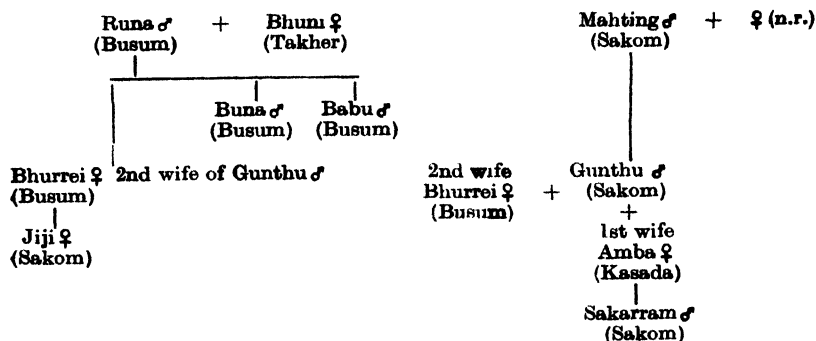 Runa ♂ + Bhuni ♀
(Busum) (Takher)
Buna ♂ Babu ♂
(Busum) (Busum)
Bhurrei ♀ 2nd wife of Gunthu ♂
(Busum)
Jiji ♀
(Sakom)
Mahting ♂ + ♀ (n.r.)
(Sakom)
2nd wife
Bhurrei ♀ + Gunthu ♂
(Busum) (Sakom)
+
1st wife
Amba ♀
(Kasada)
Sakarram ♂
(Sakom)